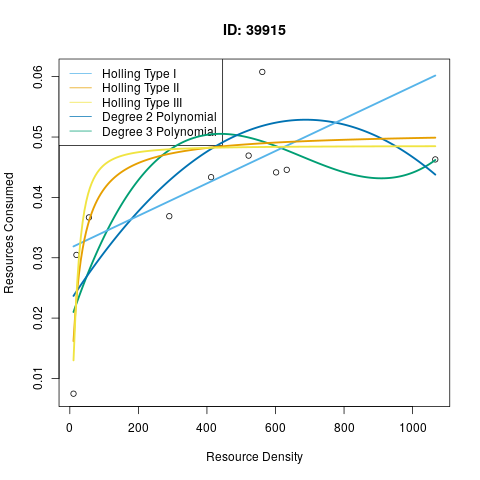 ID: 39915
Holling Type I
Holling Type II
Holling Type III
Degree 2 Polynomial
Degree 3 Polynomial
Resources Consumed
0.06
0.05
0.04
0.03
0.02
0.01
0 200 400 600 800 1000
Resource Density